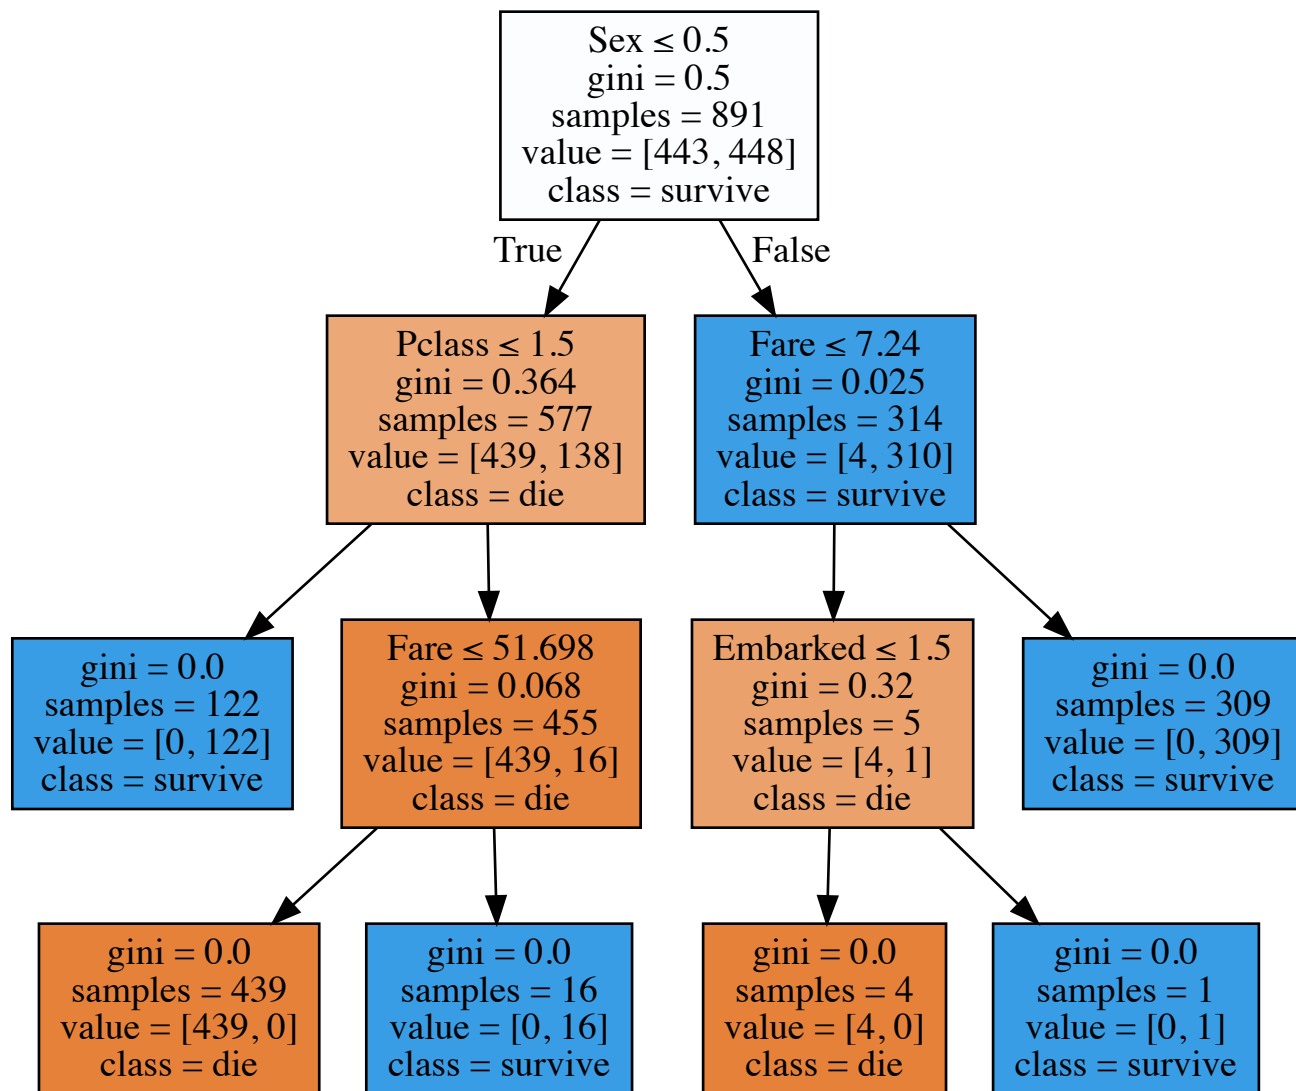 Sex ≤ 0.5
gini = 0.5
samples = 891
value = [443, 448]
class = survive
True
False
Pclass ≤ 1.5
gini = 0.364
samples = 577
value = [439, 138]
class = die
Fare ≤ 7.24
gini = 0.025
samples = 314
value = [4, 310]
class = survive
gini = 0.0
samples = 122
value = [0, 122]
class = survive
Fare ≤ 51.698
gini = 0.068
samples = 455
value = [439, 16]
class = die
Embarked ≤ 1.5
gini = 0.32
samples = 5
value = [4, 1]
class = die
gini = 0.0
samples = 309
value = [0, 309]
class = survive
gini = 0.0
samples = 439
value = [439, 0]
class = die
gini = 0.0
samples = 16
value = [0, 16]
class = survive
gini = 0.0
samples = 4
value = [4, 0]
class = die
gini = 0.0
samples = 1
value = [0, 1]
class = survive